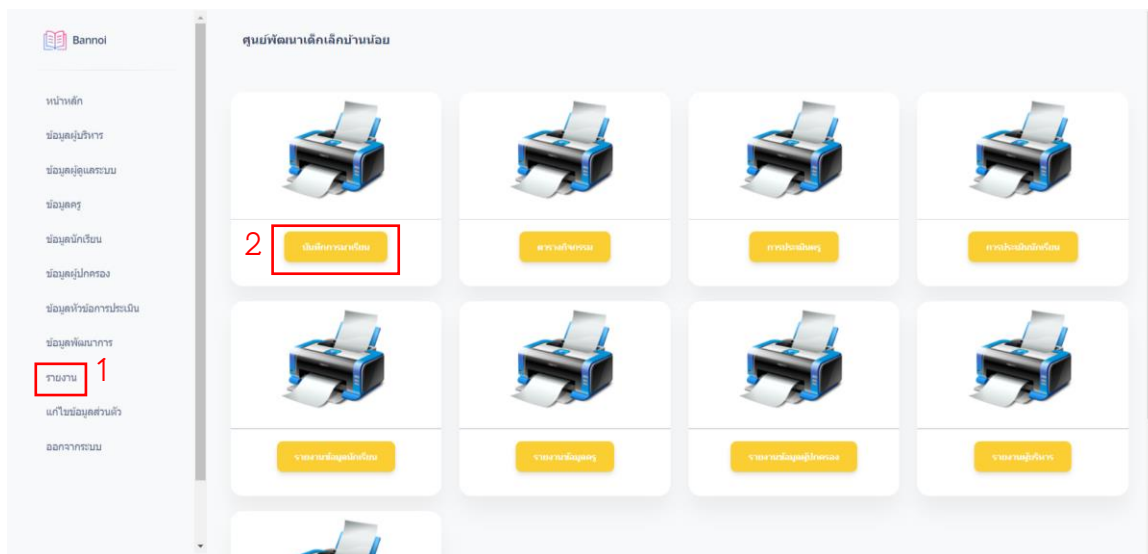 Bannoi
ศูนย์พัฒนาเด็กเล็กบ้านน้อย
หน้าหลัก
ข้อมูลผู้บริหาร
ข้อมูลผู้ดูแลระบบ
ข้อมูลครู
ข้อมูลนักเรียน
ข้อมูลผู้ปกครอง
ข้อมูลหัวข้อการประเมิน
ข้อมูลพัฒนาการ
รายงาน
1
แก้ไขข้อมูลส่วนตัว
ออกจากระบบ
2
บันทึกการมาเรียน
ตารางกิจกรรม
การประเมินครู
การประเมินนักเรียน
รายงานข้อมูลนักเรียน
รายงานข้อมูลครู
รายงานข้อมูลผู้ปกครอง
รายงานผู้บริหาร